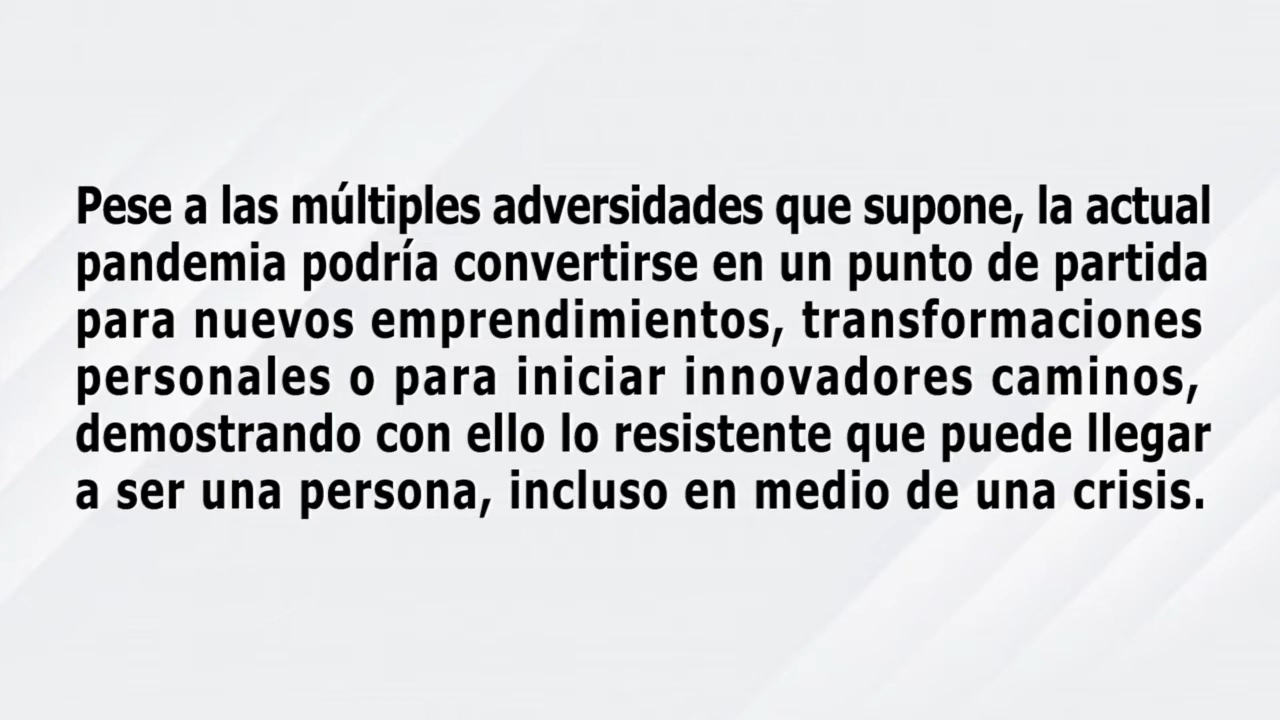 Pese a las múltiples adversidades que supone, la actual
pandemia podría convertirse en un punto de partida
para nuevos emprendimientos, transformaciones
personales o para iniciar innovadores caminos,
demostrando con ello lo resistente que puede llegar
a ser una persona, incluso en medio de una crisis.